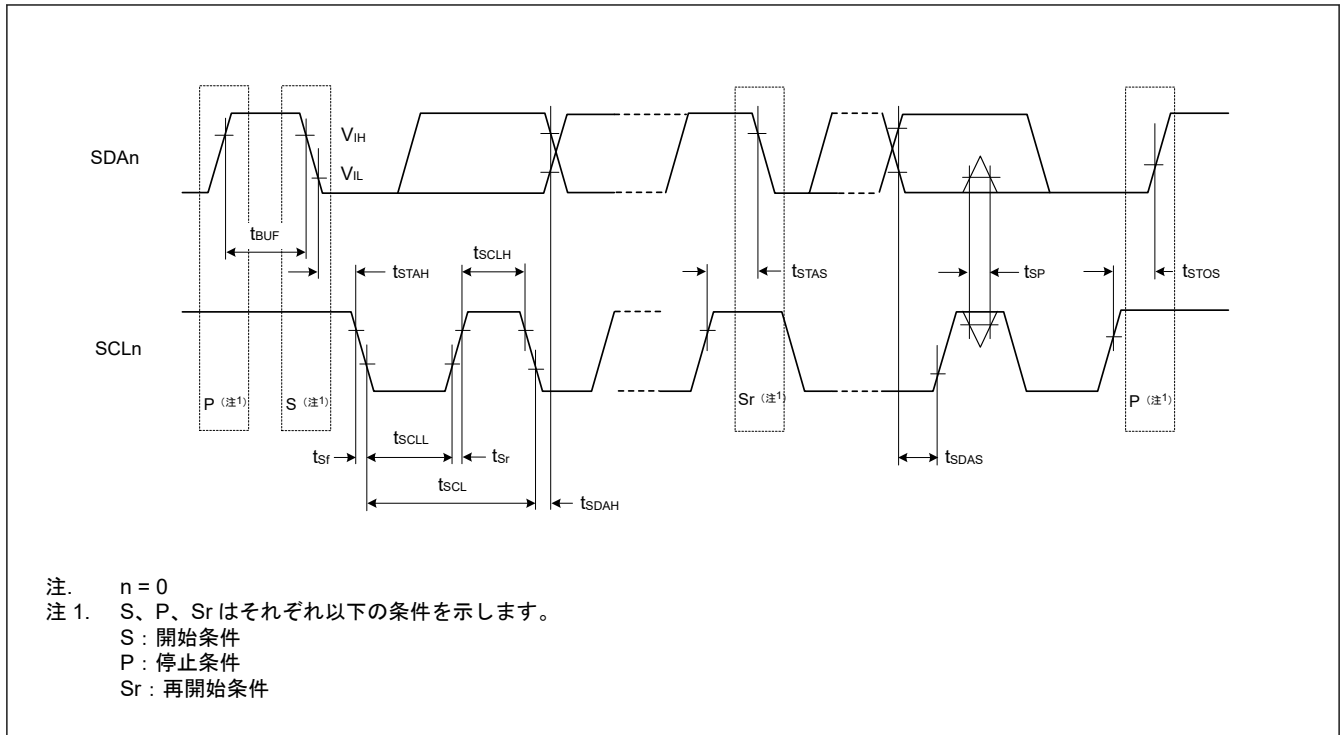 SDAn
VIH
VIL
tBUF
tSTAH
tSCLH
tSTAS
tSP
tSTOS
SCLn
P（注1）
S（注1）
Sr（注1）
P（注1）
tSf
tSCLL
tSr
tSCL
tSDAH
tSDAS
注. n = 0
注 1. S、P、Sr はそれぞれ以下の条件を示します。
S：開始条件
P：停止条件
Sr：再開始条件